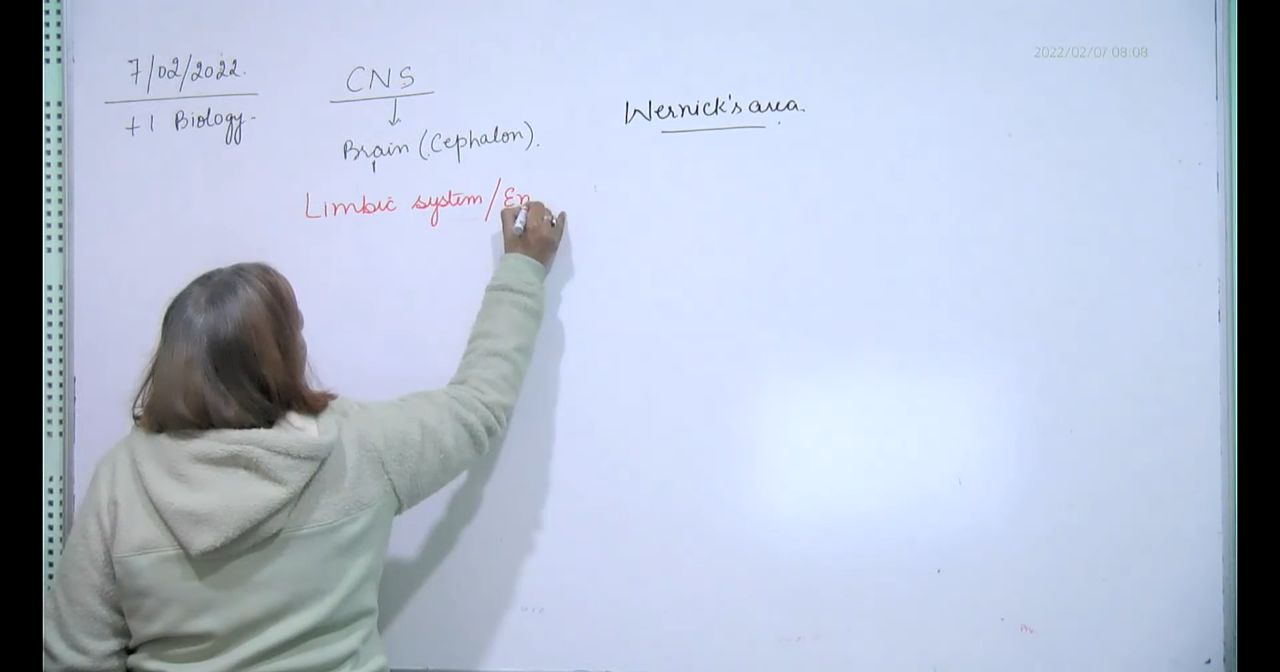 7/02/2022.
+1 Biology-
CNS
↓
Brain (Cephalon).
Limbic system/En
Wernick's area.
2022/02/07 08:08